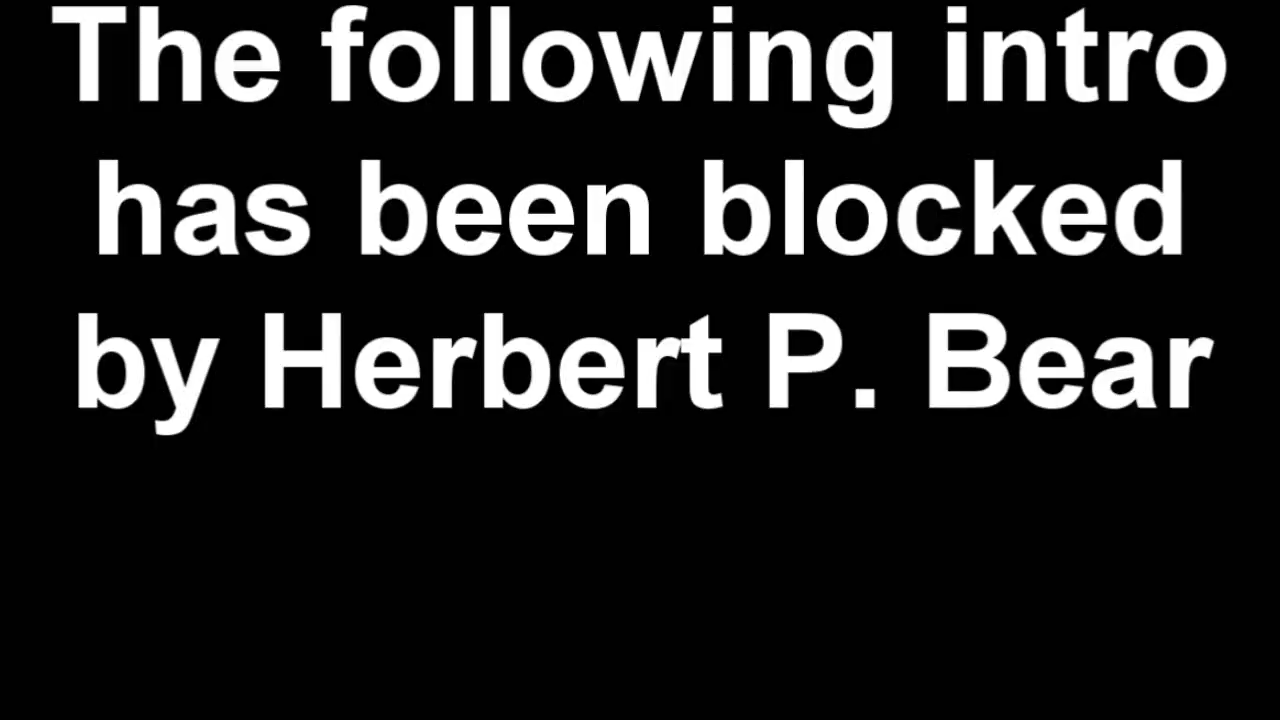 The following intro
has been blocked
by Herbert P. Bear